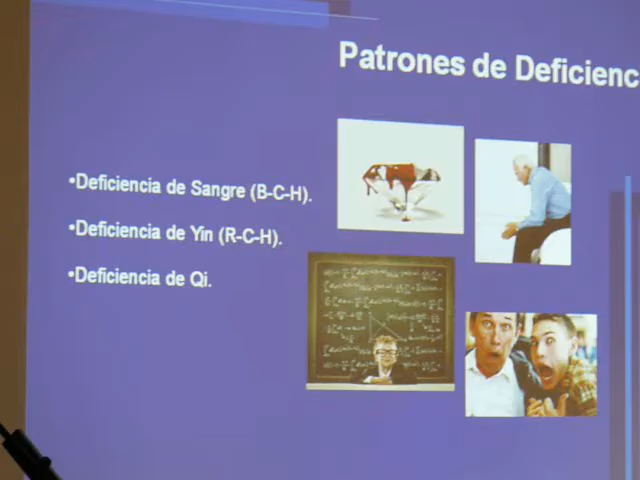 Patrones de Deficienc
•Deficiencia de Sangre (B-C-H).
•Deficiencia de Yin (R-C-H).
•Deficiencia de Qi.